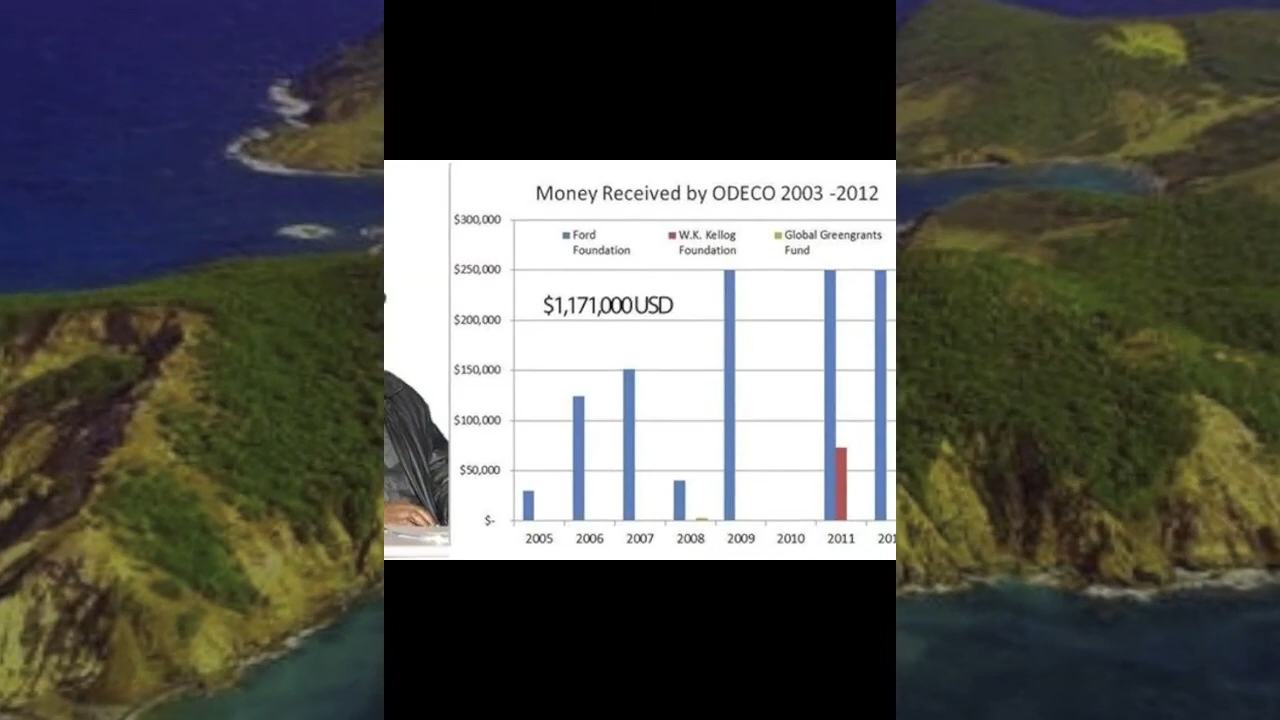 Money Received by ODECO 2003 -2012
$300,000
Ford Foundation
W.K. Kellog Foundation
Global Greengrants Fund
$250,000
$1,171,000 USD
$200,000
$150,000
$100,000
$50,000
$-
2005 2006 2007 2008 2009 2010 2011